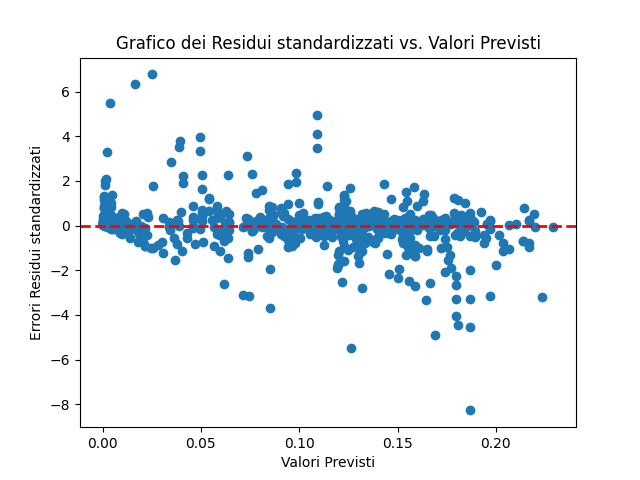 Grafico dei Residui standardizzati vs. Valori Previsti
Errori Residui standardizzati
6
4
2
0
−2
−4
−6
−8
0.00 0.05 0.10 0.15 0.20
Valori Previsti